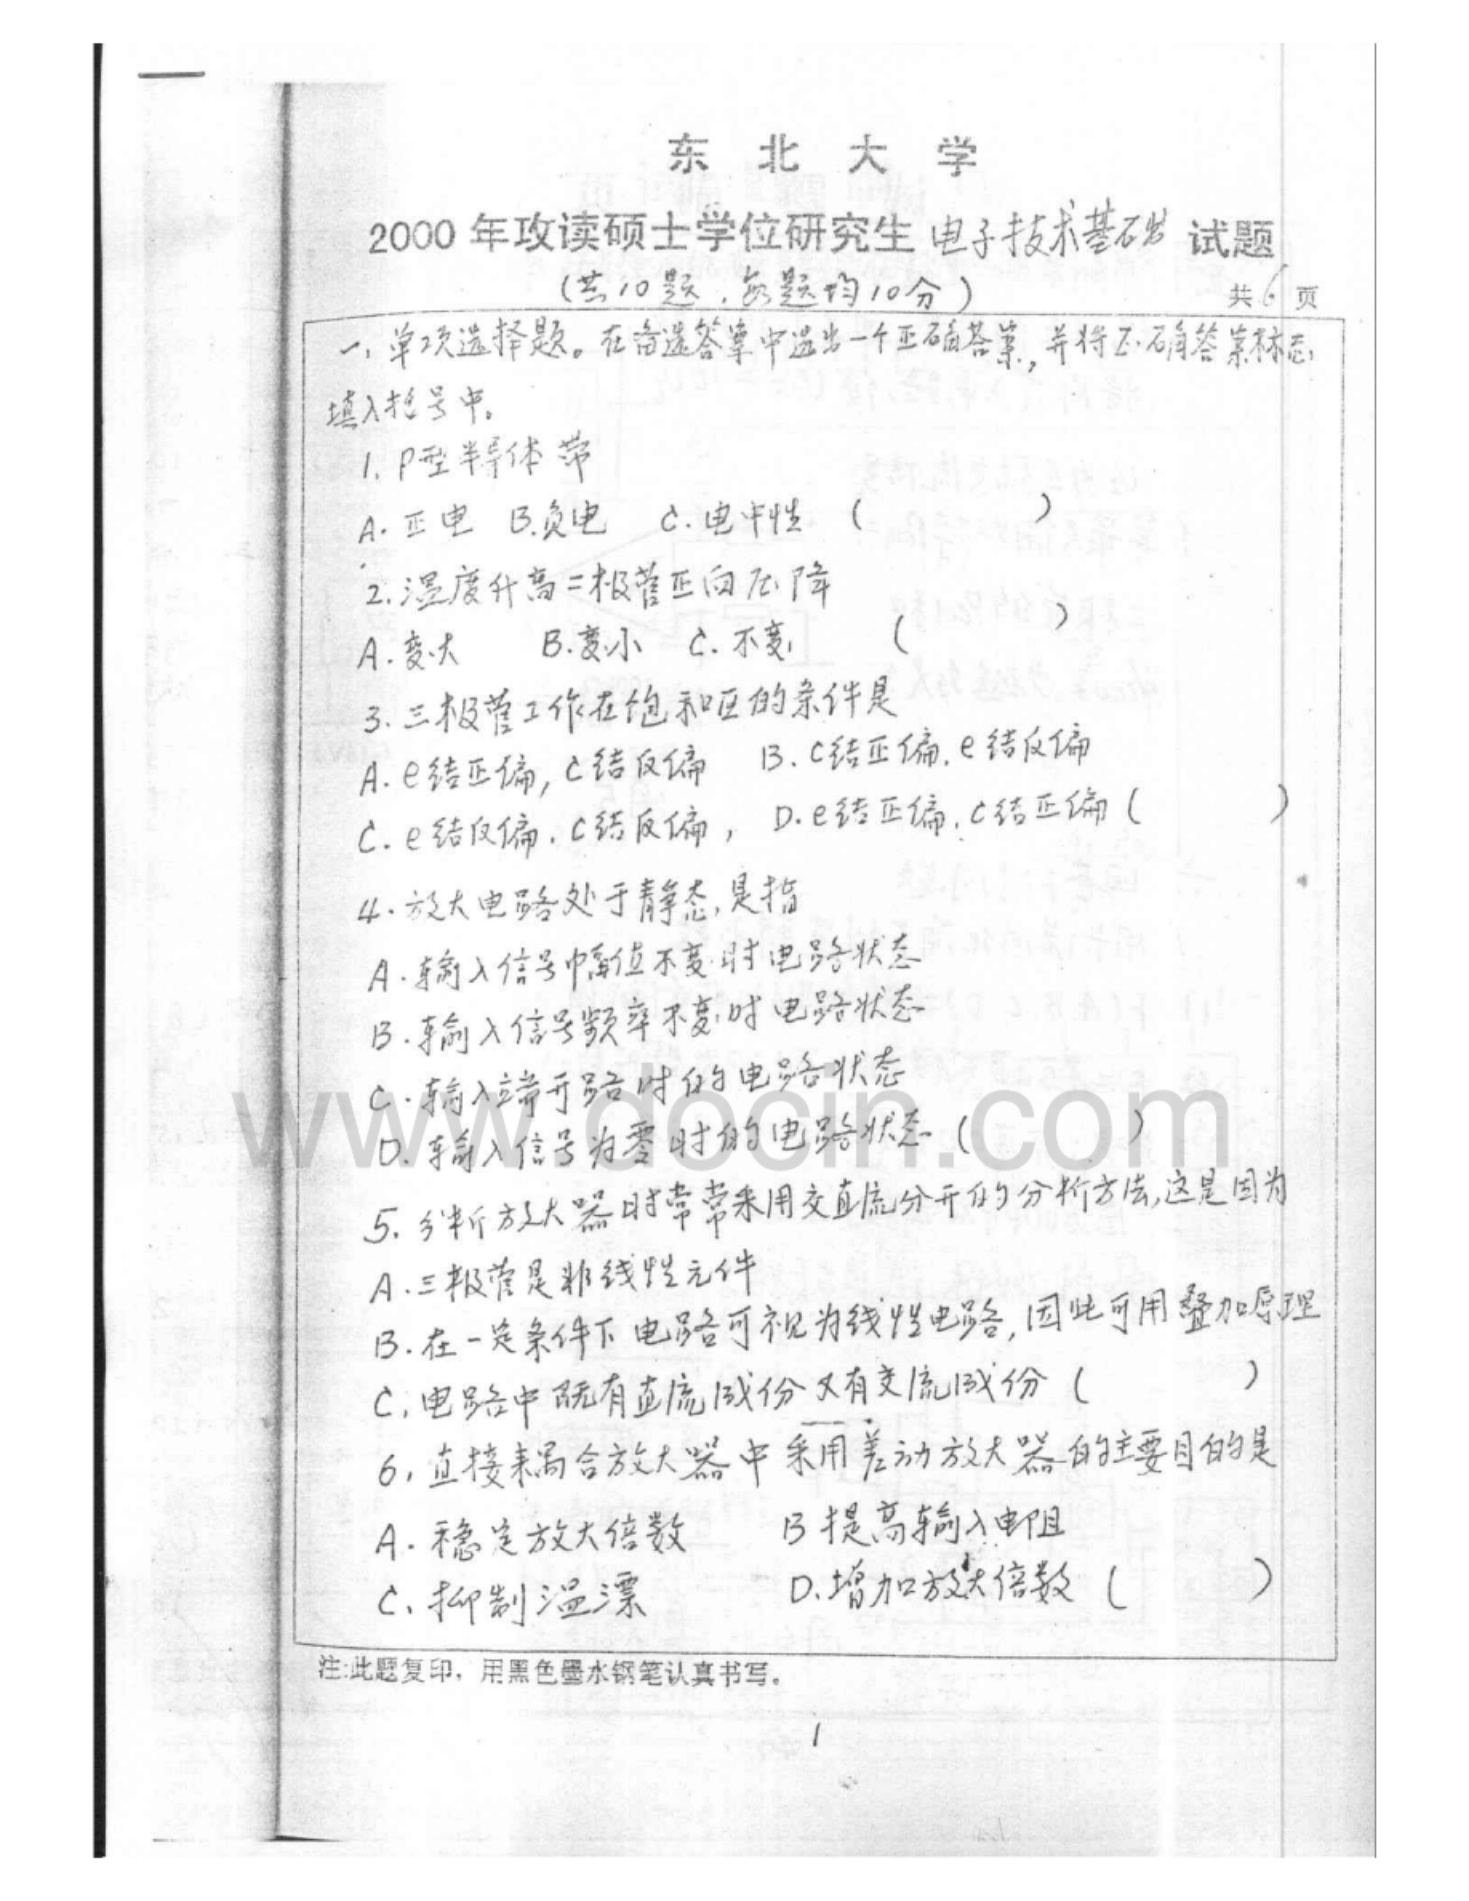 东北大学
2000年攻读硕士学位研究生 电子技术基础 试题
(共10题,每题均10分)
共6页
一、单项选择题。在备选答案中选出一个正确答案,并将正确答案标志
填入括号中。
1. P型半导体带
A. 正电 B. 负电 C. 电中性 ( )
2. 温度升高二极管正向压降
A. 变大 B. 变小 C. 不变 ( )
3. 三极管工作在饱和区的条件是
A. e结正偏, c结反偏 B. c结正偏, e结反偏
C. e结反偏, c结反偏, D. e结正偏, c结正偏 ( )
4. 放大电路处于静态,是指
A. 输入信号幅值不变时电路状态
B. 输入信号频率不变时电路状态
C. 输入端开路时的电路状态
D. 输入信号为零时的电路状态 ( )
www.docin.com
5. 分析放大器时常常采用交直流分开的分析方法,这是因为
A. 三极管是非线性元件
B. 在一定条件下电路可视为线性电路,因此可用叠加原理
C. 电路中既有直流成份又有交流成份 ( )
6. 直接耦合放大器中采用差动放大器的主要目的是
A. 稳定放大倍数 B 提高输入电阻
C. 抑制温漂 D. 增加放大倍数 ( )
注:此题复印,用黑色墨水钢笔认真书写。
1